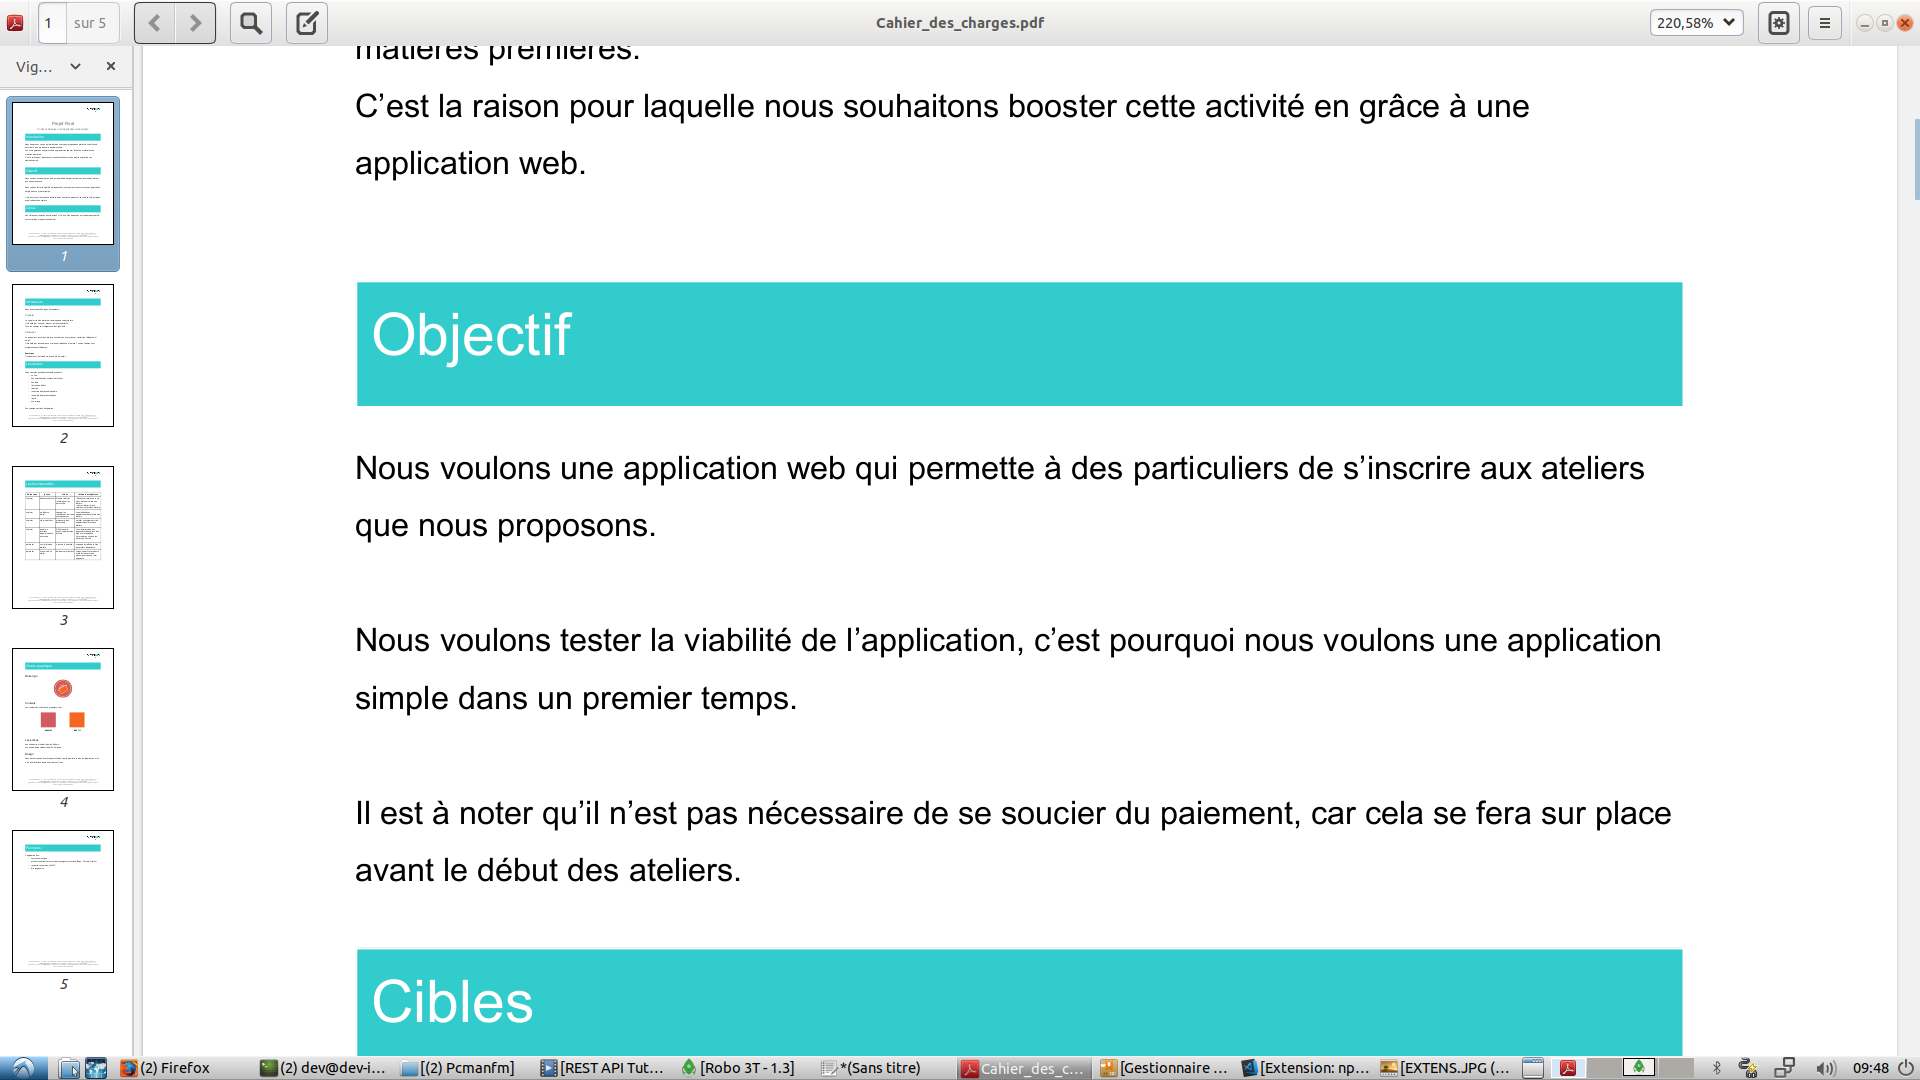 1 sur 5
Cahier_des_charges.pdf
220,58%
Vig...
matières premières.
C’est la raison pour laquelle nous souhaitons booster cette activité en grâce à une
application web.
Objectif
Nous voulons une application web qui permette à des particuliers de s’inscrire aux ateliers
que nous proposons.
Nous voulons tester la viabilité de l’application, c’est pourquoi nous voulons une application
simple dans un premier temps.
Il est à noter qu’il n’est pas nécessaire de se soucier du paiement, car cela se fera sur place
avant le début des ateliers.
Cibles
1
2
3
4
5
(2) Firefox
(2) dev@dev-i...
[(2) Pcmanfm]
[REST API Tut...
[Robo 3T - 1.3]
*(Sans titre)
Cahier_des_c...
[Gestionnaire ...
[Extension: np...
[EXTENS.JPG (...
09:48